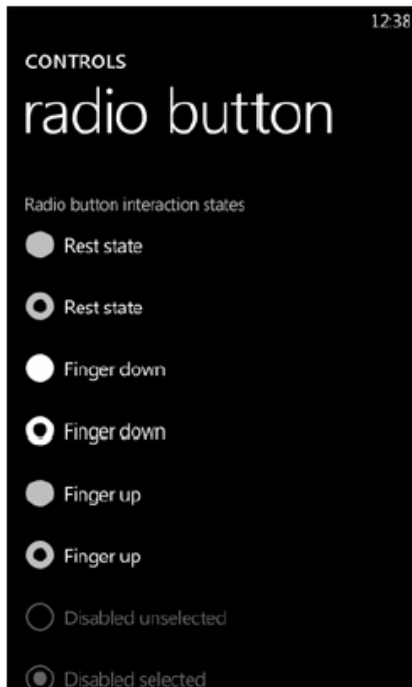 12:38
CONTROLS
radio button
Radio button interaction states
Rest state
Rest state
Finger down
Finger down
Finger up
Finger up
Disabled unselected
Disabled selected